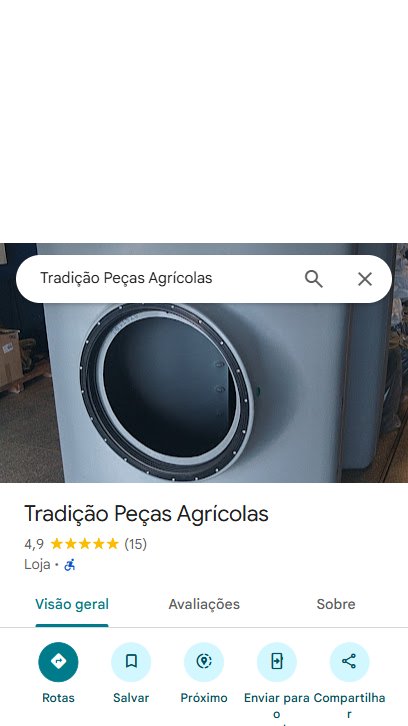 Tradição Peças Agrícolas
Tradição Peças Agrícolas
4,9 ★★★★★ (15)
Loja ·
Visão geral Avaliações Sobre
Rotas Salvar Próximo Enviar para o Compartilhar